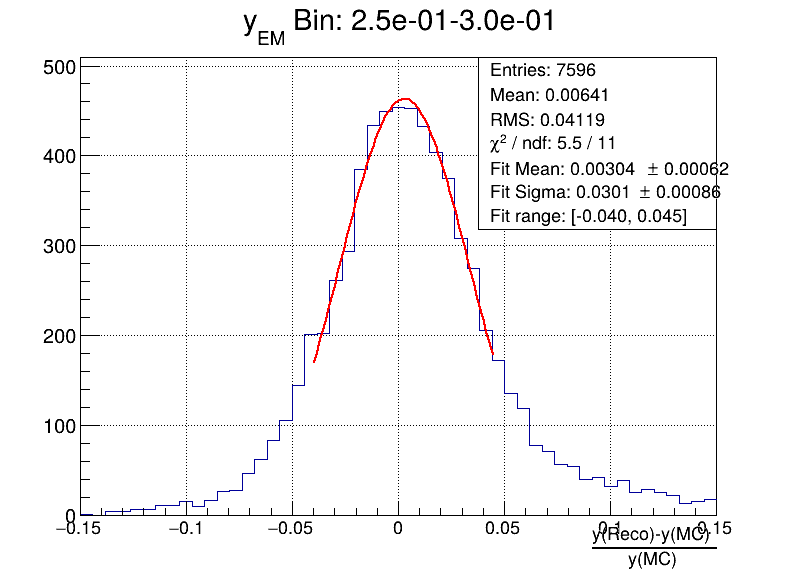 y_EM Bin: 2.5e-01-3.0e-01
Entries: 7596
Mean: 0.00641
RMS: 0.04119
χ² / ndf: 5.5 / 11
Fit Mean: 0.00304 ± 0.00062
Fit Sigma: 0.0301 ± 0.00086
Fit range: [-0.040, 0.045]
500
400
300
200
100
0
−0.15 −0.1 −0.05 0 0.05 0.1 0.15
y(Reco)-y(MC)
y(MC)